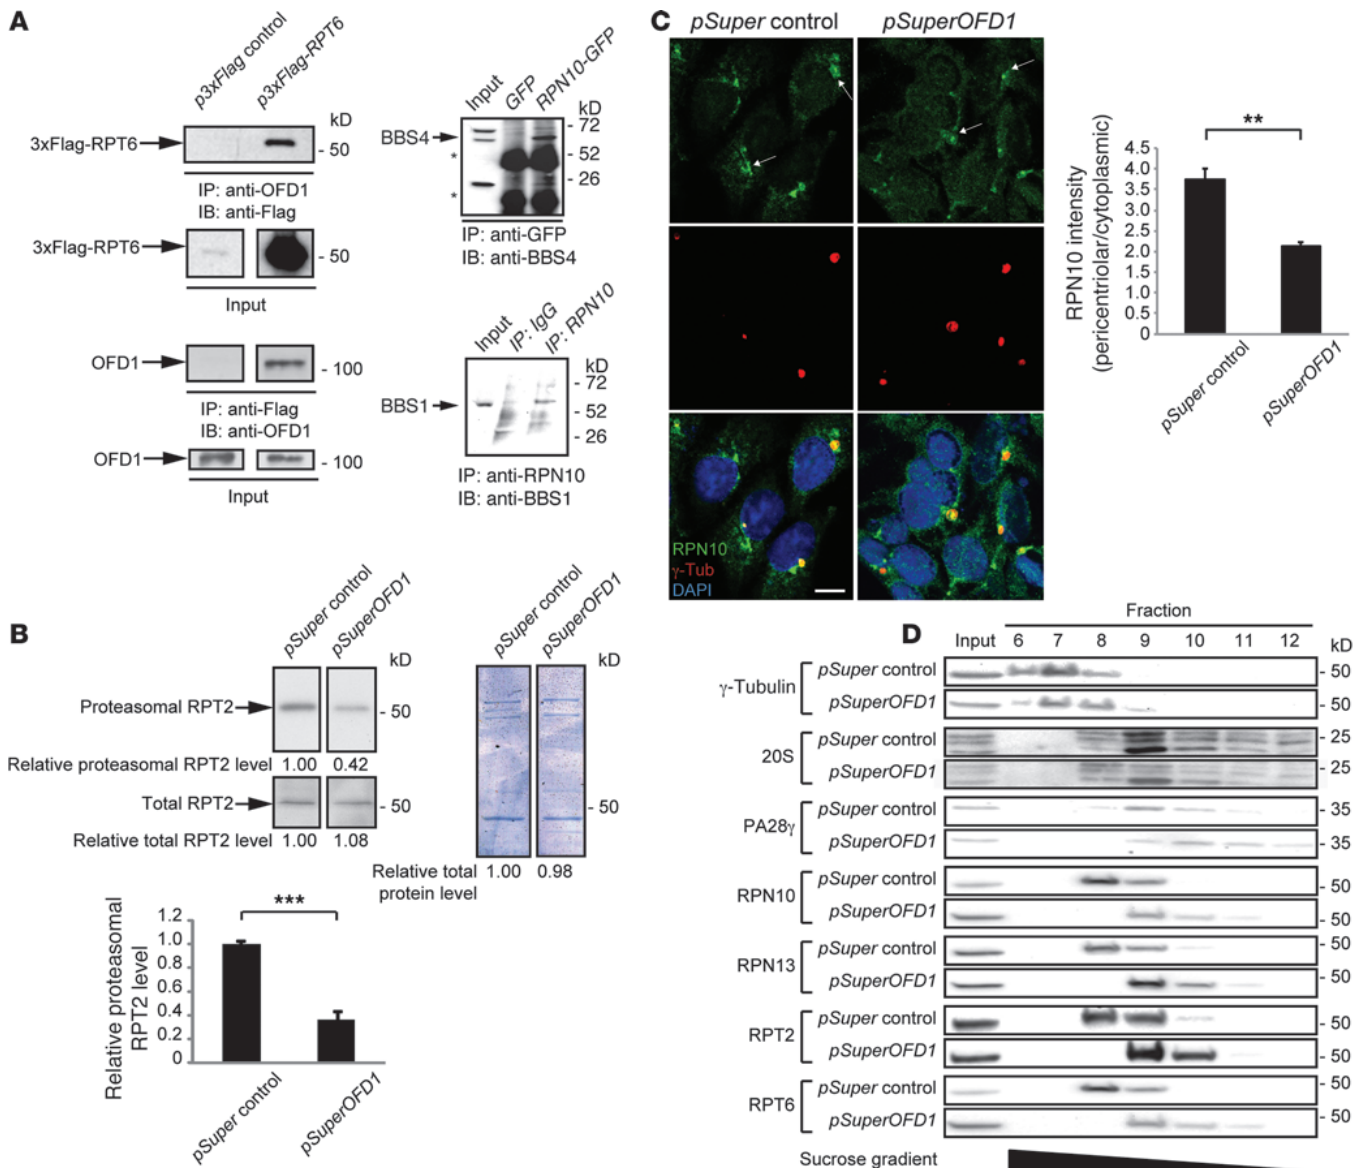 A
p3xFlag control
p3xFlag-RPT6
kD
3xFlag-RPT6
- 50
IP: anti-OFD1
IB: anti-Flag
3xFlag-RPT6
- 50
Input
OFD1
- 100
IP: anti-Flag
IB: anti-OFD1
OFD1
- 100
Input
Input
GFP
RPN10-GFP
kD
BBS4
- 72
*
- 52
- 26
*
IP: anti-GFP
IB: anti-BBS4
Input
IP: IgG
IP: RPN10
kD
- 72
BBS1
- 52
- 26
IP: anti-RPN10
IB: anti-BBS1
B
pSuper control
pSuperOFD1
kD
Proteasomal RPT2
- 50
Relative proteasomal RPT2 level 1.00 0.42
Total RPT2
- 50
Relative total RPT2 level 1.00 1.08
pSuper control
pSuperOFD1
kD
- 50
Relative total protein level 1.00 0.98
***
Relative proteasomal
RPT2 level
1.2
1.0
0.8
0.6
0.4
0.2
0
pSuper control
pSuperOFD1
C
pSuper control
pSuperOFD1
RPN10
γ-Tub
DAPI
**
RPN10 intensity
(pericentriolar/cytoplasmic)
4.5
4.0
3.5
3.0
2.5
2.0
1.5
1.0
0.5
0
pSuper control
pSuperOFD1
D
Fraction
Input 6 7 8 9 10 11 12 kD
γ-Tubulin
pSuper control - 50
pSuperOFD1 - 50
20S
pSuper control - 25
pSuperOFD1 - 25
PA28γ
pSuper control - 35
pSuperOFD1 - 35
RPN10
pSuper control - 50
pSuperOFD1 - 50
RPN13
pSuper control - 50
pSuperOFD1 - 50
RPT2
pSuper control - 50
pSuperOFD1 - 50
RPT6
pSuper control - 50
pSuperOFD1 - 50
Sucrose gradient